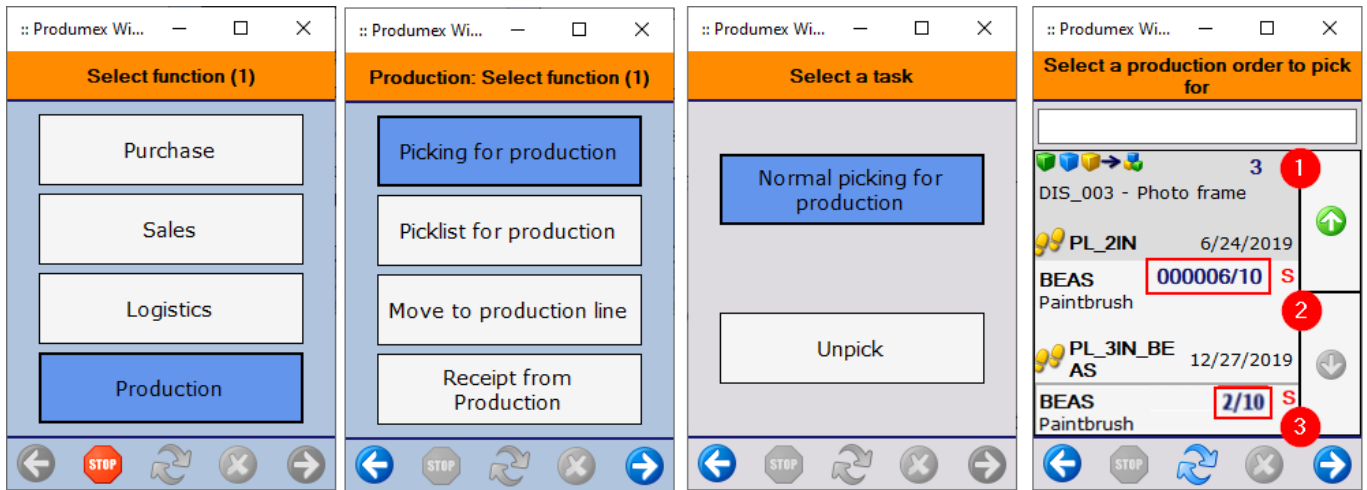 :: Produmex Wi...
Select function (1)
Purchase
Sales
Logistics
Production
STOP
:: Produmex Wi...
Production: Select function (1)
Picking for production
Picklist for production
Move to production line
Receipt from
Production
STOP
:: Produmex Wi...
Select a task
Normal picking for
production
Unpick
STOP
:: Produmex Wi...
Select a production order to pick
for
3 1
DIS_003 - Photo frame
PL_2IN 6/24/2019
BEAS 000006/10 S
Paintbrush 2
PL_3IN_BE
AS 12/27/2019
BEAS 2/10 S
Paintbrush 3
STOP